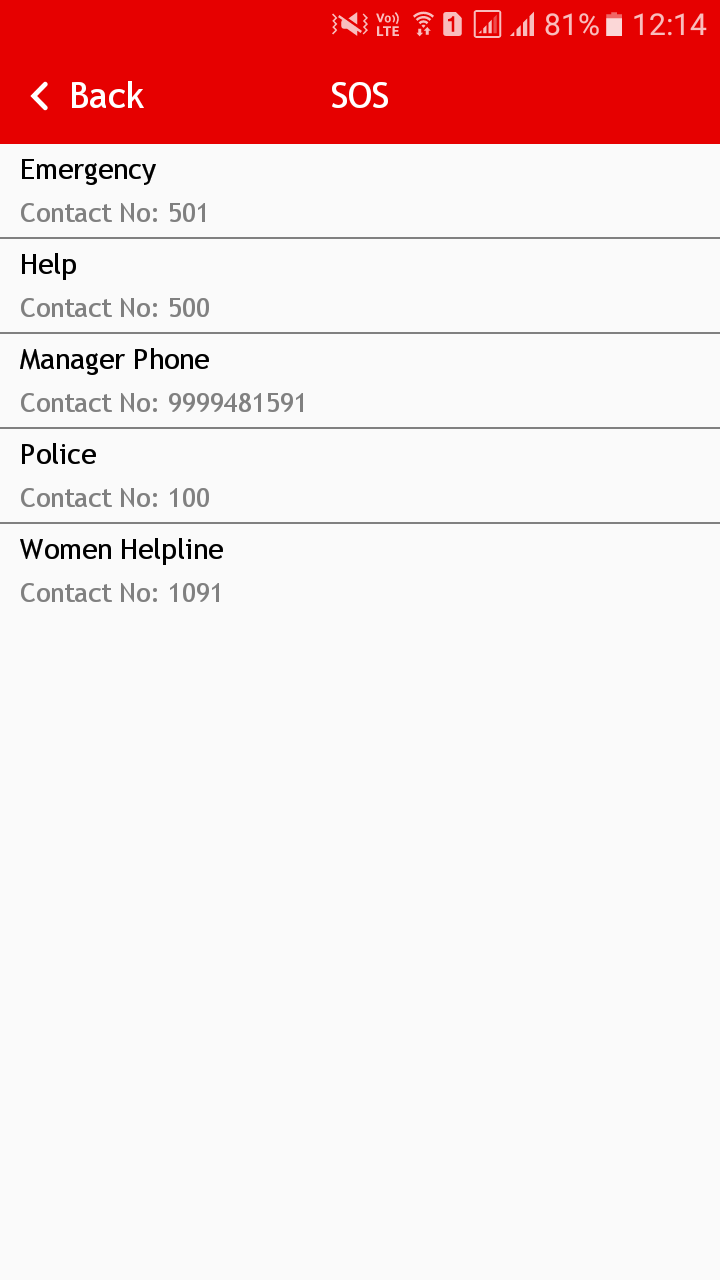 Vo)) LTE 1 81% 12:14
Back SOS
Emergency
Contact No: 501
Help
Contact No: 500
Manager Phone
Contact No: 9999481591
Police
Contact No: 100
Women Helpline
Contact No: 1091